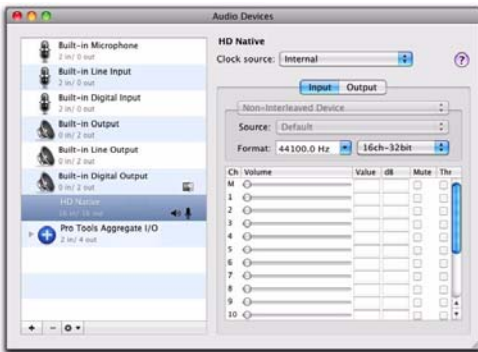 Audio Devices
Built-in Microphone
2 in/ 0 out
Built-in Line Input
2 in/ 0 out
Built-in Digital Input
2 in/ 0 out
Built-in Output
0 in/ 2 out
Built-in Line Output
0 in/ 2 out
Built-in Digital Output
0 in/ 2 out
HD Native
16 in/ 16 out
Pro Tools Aggregate I/O
2 in/ 4 out
HD Native
Clock source: Internal
?
Input Output
Non-Interleaved Device
Source: Default
Format: 44100.0 Hz 16ch-32bit
Ch Volume Value dB Mute Thr
M
1
2
3
4
5
6
7
8
9
10